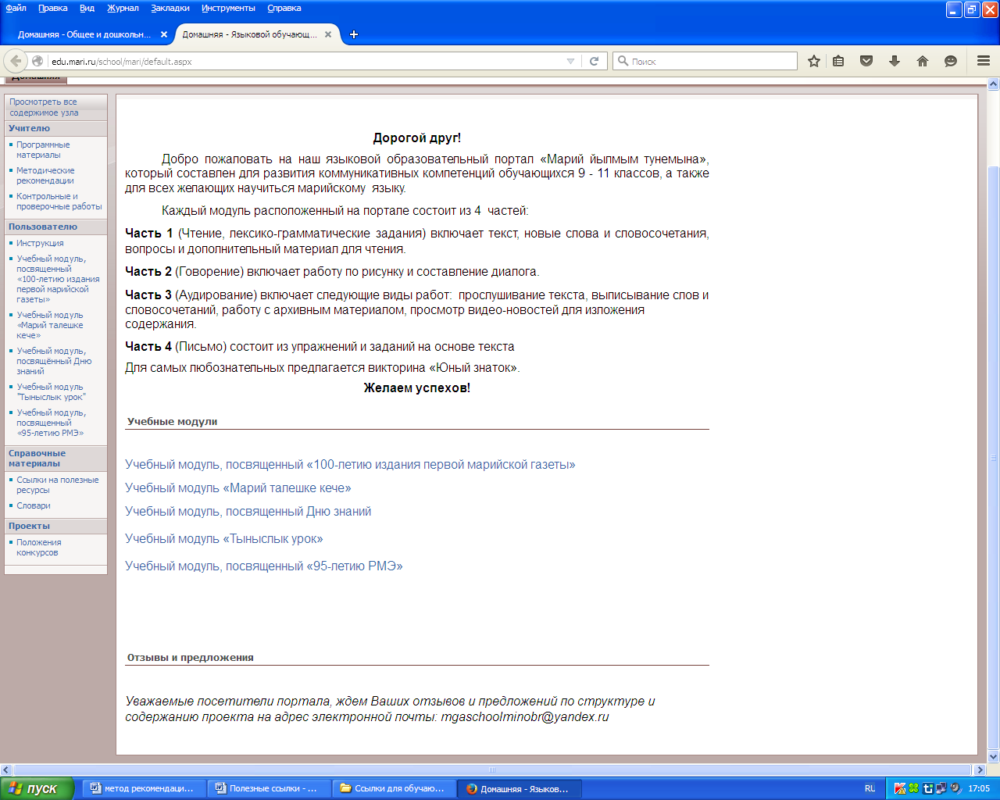 Файл Правка Вид Журнал Закладки Инструменты Справка
Домашняя - Общее и дошкольн...
Домашняя - Языковой обучающ...
edu.mari.ru/school/mari/default.aspx
Поиск
Домашняя
Просмотреть все
содержимое узла
Учителю
Программные
материалы
Методические
рекомендации
Контрольные и
проверочные работы
Пользователю
Инструкция
Учебный модуль,
посвященный
«100-летию издания
первой марийской
газеты»
Учебный модуль
«Марий талешке
кече»
Учебный модуль,
посвящённый Дню
знаний
Учебный модуль
"Тыныслык урок"
Учебный модуль,
посвященный
«95-летию РМЭ»
Справочные
материалы
Ссылки на полезные
ресурсы
Словари
Проекты
Положения
конкурсов
Дорогой друг!
Добро пожаловать на наш языковой образовательный портал «Марий йылмым тунемына»,
который составлен для развития коммуникативных компетенций обучающихся 9 - 11 классов, а также
для всех желающих научиться марийскому языку.
Каждый модуль расположенный на портале состоит из 4 частей:
Часть 1 (Чтение, лексико-грамматические задания) включает текст, новые слова и словосочетания,
вопросы и дополнительный материал для чтения.
Часть 2 (Говорение) включает работу по рисунку и составление диалога.
Часть 3 (Аудирование) включает следующие виды работ: прослушивание текста, выписывание слов и
словосочетаний, работу с архивным материалом, просмотр видео-новостей для изложения
содержания.
Часть 4 (Письмо) состоит из упражнений и заданий на основе текста
Для самых любознательных предлагается викторина «Юный знаток».
Желаем успехов!
Учебные модули
Учебный модуль, посвященный «100-летию издания первой марийской газеты»
Учебный модуль «Марий талешке кече»
Учебный модуль, посвященный Дню знаний
Учебный модуль «Тыныслык урок»
Учебный модуль, посвященный «95-летию РМЭ»
Отзывы и предложения
Уважаемые посетители портала, ждем Ваших отзывов и предложений по структуре и
содержанию проекта на адрес электронной почты: mgaschoolminobr@yandex.ru
пуск
метод рекомендаци...
Полезные ссылки - ...
Ссылки для обучаю...
Домашняя - Языков...
RU
17:05